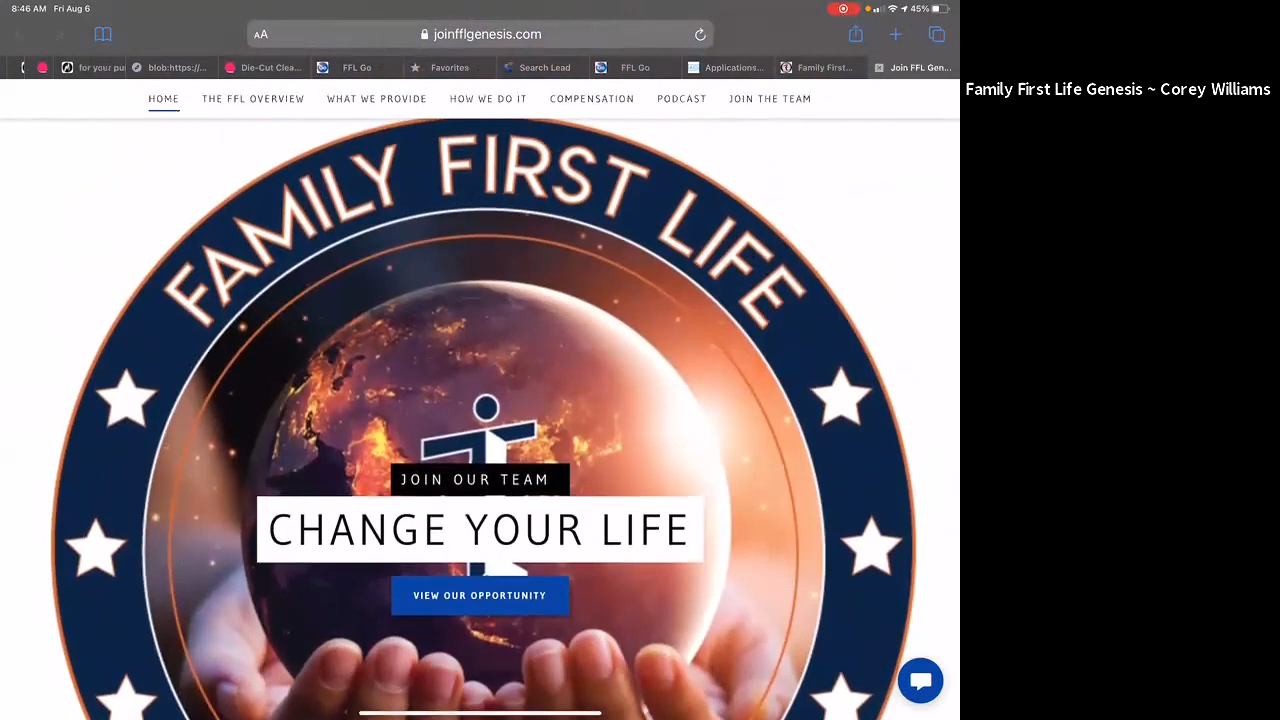 8:46 AM Fri Aug 6
45%
AA
joinfflgenesis.com
for your pu
blob:https://...
Die-Cut Clea...
FFL Go
Favorites
Search Lead
FFL Go
Applications...
Family First...
Join FFL Gen...
HOME THE FFL OVERVIEW WHAT WE PROVIDE HOW WE DO IT COMPENSATION PODCAST JOIN THE TEAM
Family First Life Genesis ~ Corey Williams
FAMILY FIRST LIFE
JOIN OUR TEAM
CHANGE YOUR LIFE
VIEW OUR OPPORTUNITY